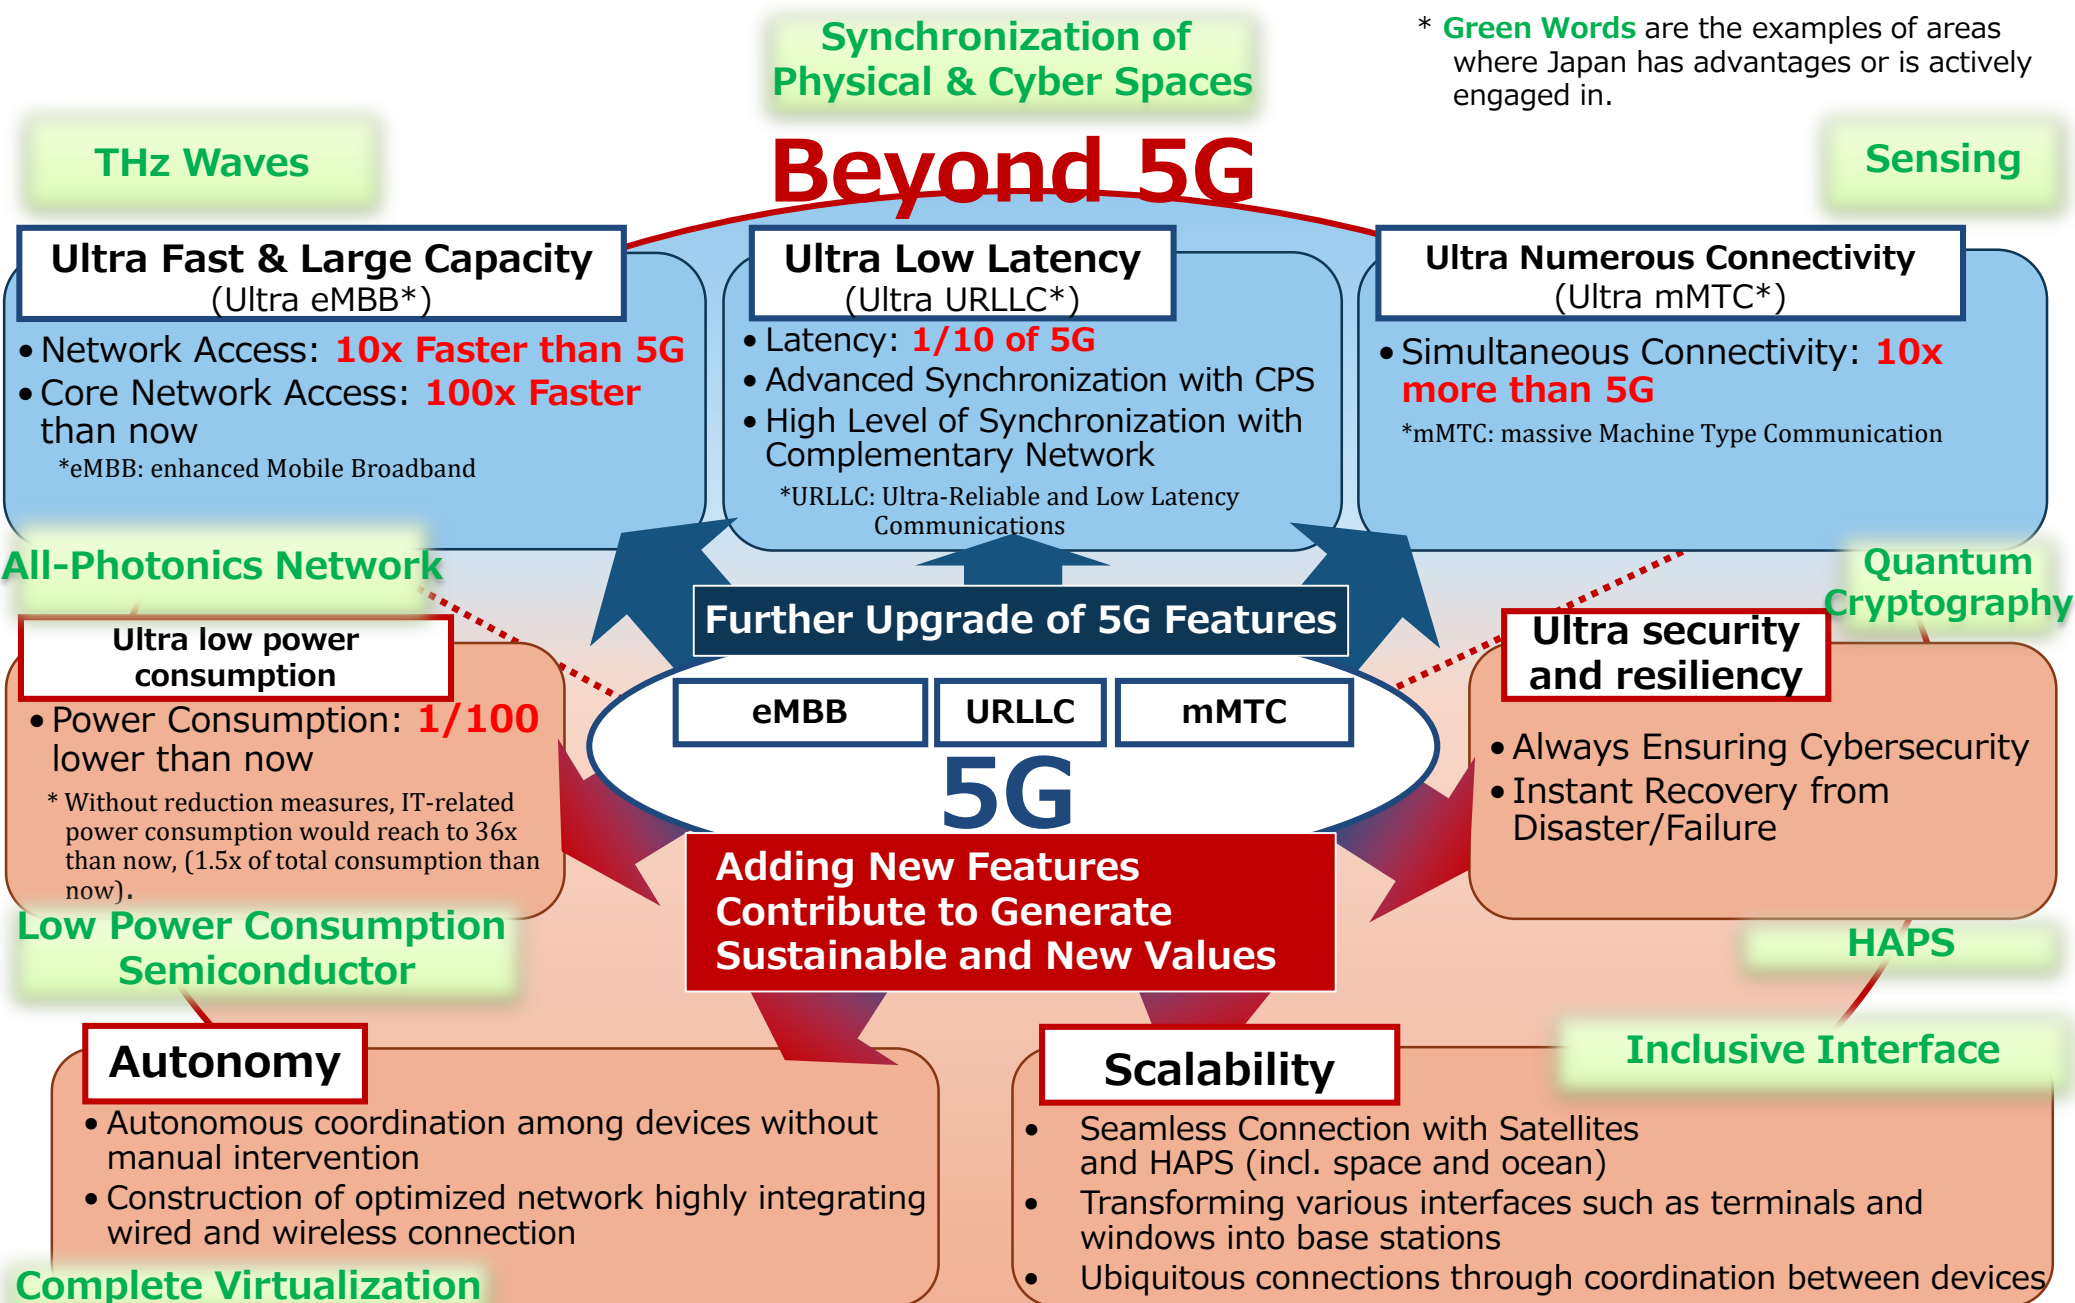 Synchronization of
Physical & Cyber Spaces
* Green Words are the examples of areas
where Japan has advantages or is actively
engaged in.
THz Waves
Beyond 5G
Sensing
Ultra Fast & Large Capacity
(Ultra eMBB*)
• Network Access: 10x Faster than 5G
• Core Network Access: 100x Faster
than now
*eMBB: enhanced Mobile Broadband
Ultra Low Latency
(Ultra URLLC*)
• Latency: 1/10 of 5G
• Advanced Synchronization with CPS
• High Level of Synchronization with
Complementary Network
*URLLC: Ultra-Reliable and Low Latency
Communications
Ultra Numerous Connectivity
(Ultra mMTC*)
• Simultaneous Connectivity: 10x
more than 5G
*mMTC: massive Machine Type Communication
All-Photonics Network
Quantum
Cryptography
Further Upgrade of 5G Features
Ultra low power
consumption
• Power Consumption: 1/100
lower than now
* Without reduction measures, IT-related
power consumption would reach to 36x
than now, (1.5x of total consumption than
now).
eMBB
URLLC
mMTC
5G
Ultra security
and resiliency
• Always Ensuring Cybersecurity
• Instant Recovery from
Disaster/Failure
Adding New Features
Contribute to Generate
Sustainable and New Values
Low Power Consumption
Semiconductor
HAPS
Inclusive Interface
Autonomy
• Autonomous coordination among devices without
manual intervention
• Construction of optimized network highly integrating
wired and wireless connection
Complete Virtualization
Scalability
• Seamless Connection with Satellites
and HAPS (incl. space and ocean)
• Transforming various interfaces such as terminals and
windows into base stations
• Ubiquitous connections through coordination between devices